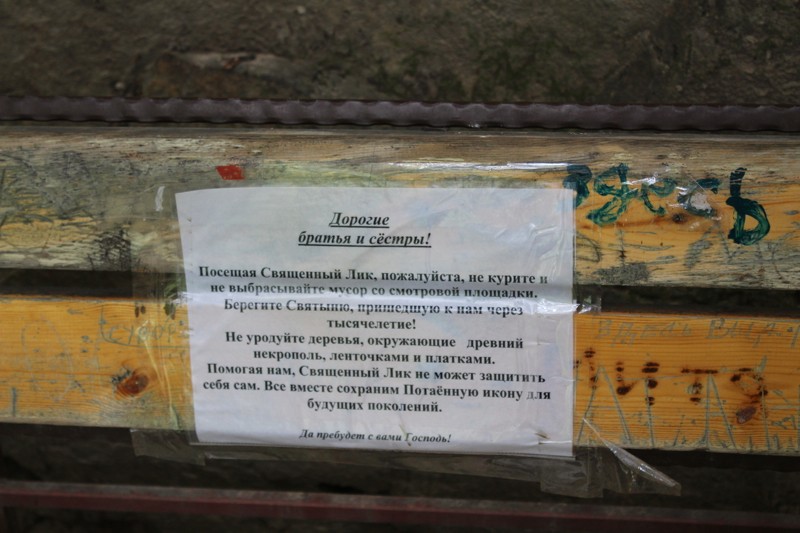 Дорогие
братья и сёстры!
Посещая Священный Лик, пожалуйста, не курите и
не выбрасывайте мусор со смотровой площадки.
Берегите Святыню, пришедшую к нам через
тысячелетие!
Не уродуйте деревья, окружающие древний
некрополь, ленточками и платками.
Помогая нам, Священный Лик не может защитить
себя сам. Все вместе сохраним Потаённую икону для
будущих поколений.
Да пребудет с вами Господь!